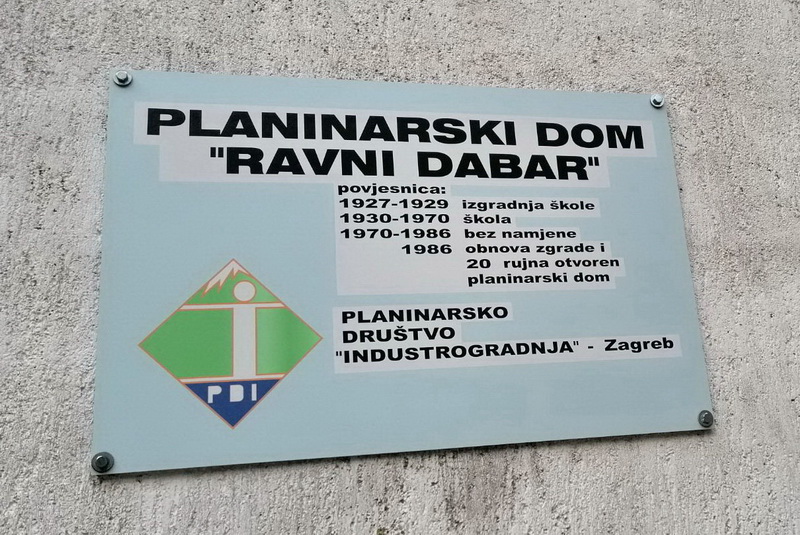 PLANINARSKI DOM
"RAVNI DABAR"
povjesnica:
1927-1929 izgradnja škole
1930-1970 škola
1970-1986 bez namjene
1986 obnova zgrade i
20 rujna otvoren
planinarski dom
PLANINARSKO
DRUŠTVO
"INDUSTROGRADNJA" - Zagreb
PDI